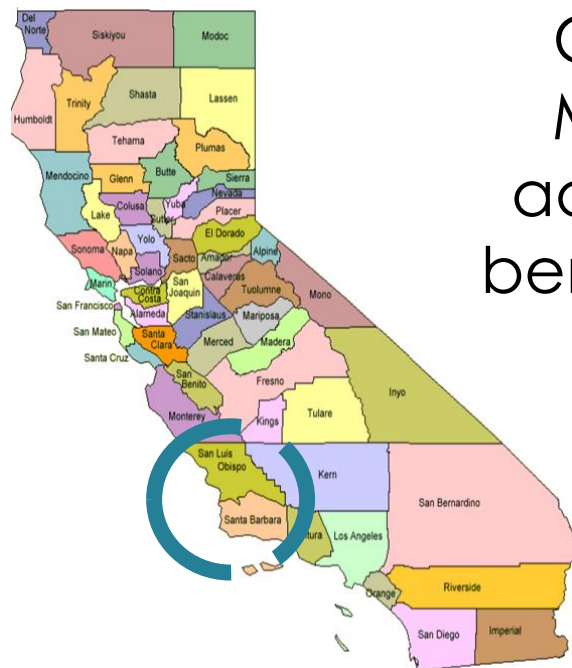 Del
Norte
Siskiyou
Modoc
Humboldt
Trinity
Shasta
Lassen
Tehama
Plumas
Mendocino
Glenn
Butte
Sierra
Lake
Colusa
Yuba
Nevada
Placer
Sonoma
Napa
Yolo
Sacto
El Dorado
Alpine
Amador
Marin
Solano
Calaveras
Contra
Costa
San
Joaquin
Tuolumne
Mono
San Francisco
Alameda
Stanislaus
Mariposa
San Mateo
Santa
Clara
Merced
Madera
Santa Cruz
San
Benito
Fresno
Inyo
Monterey
Kings
Tulare
San Luis
Obispo
Kern
San Bernardino
Santa Barbara
tura
Los Angeles
Orange
Riverside
San Diego
Imperial
ber